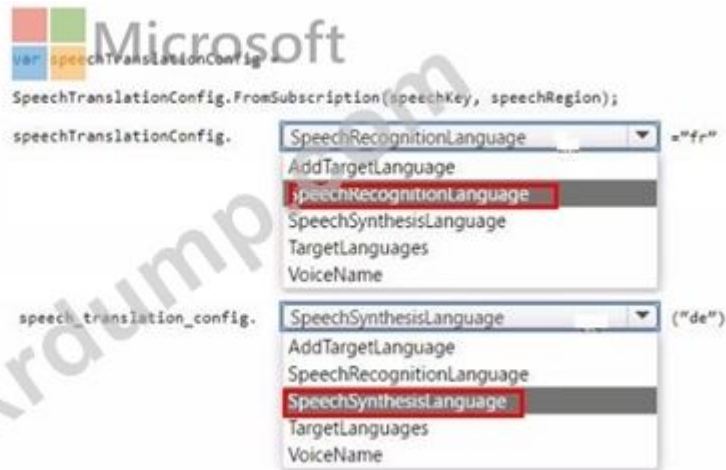 Microsoft
var speechTranslationConfig =
SpeechTranslationConfig.FromSubscription(speechKey, speechRegion);
speechTranslationConfig. SpeechRecognitionLanguage ="fr"
AddTargetLanguage
SpeechRecognitionLanguage
SpeechSynthesisLanguage
TargetLanguages
VoiceName
speech_translation_config. SpeechSynthesisLanguage ("de")
AddTargetLanguage
SpeechRecognitionLanguage
SpeechSynthesisLanguage
TargetLanguages
VoiceName